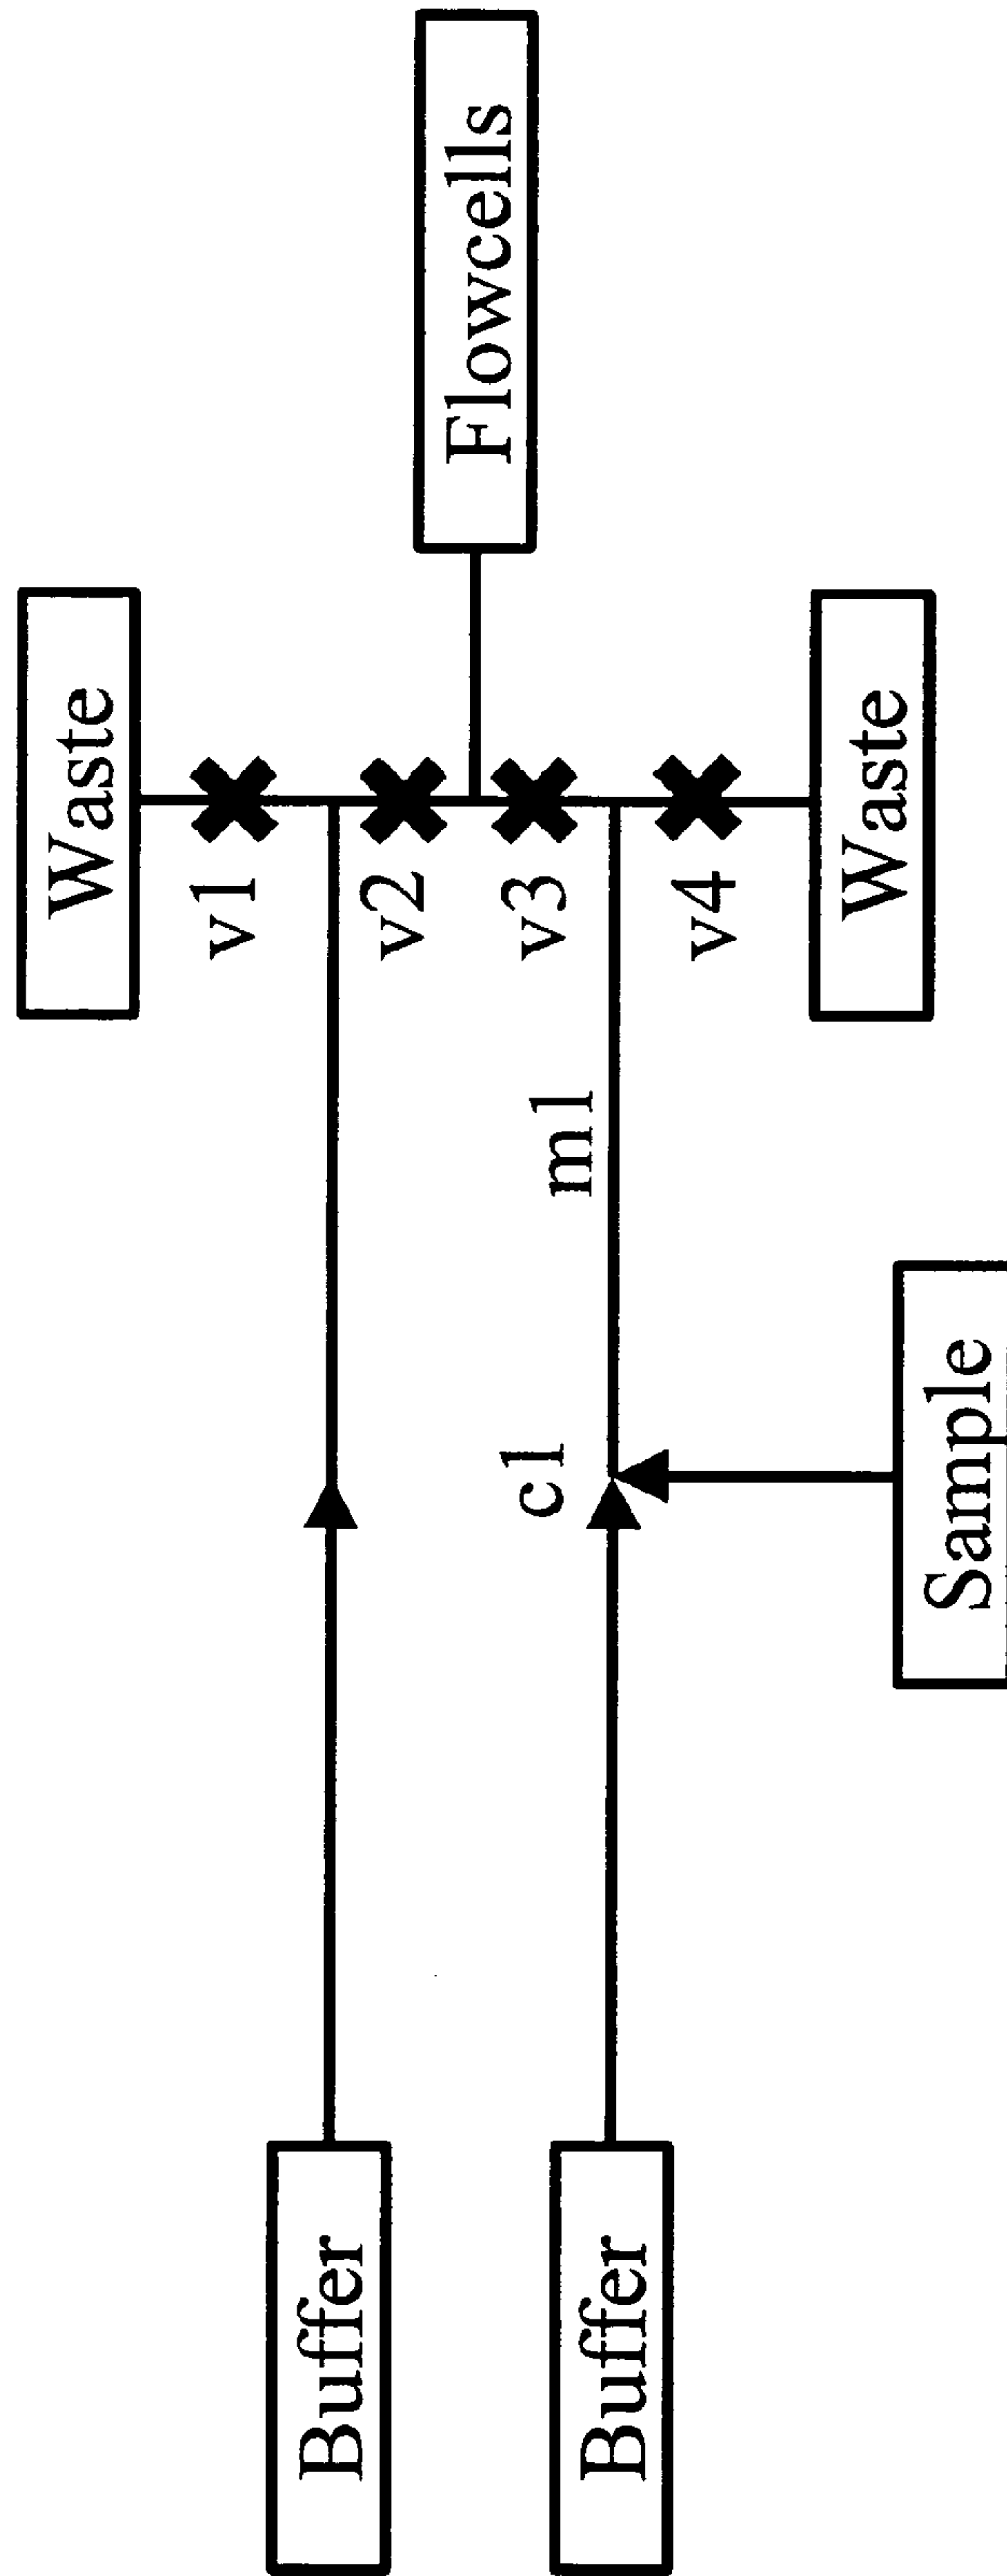 Waste
v1
v2
Flowcells
v3
v4
Waste
m1
c1
Sample
Buffer
Buffer